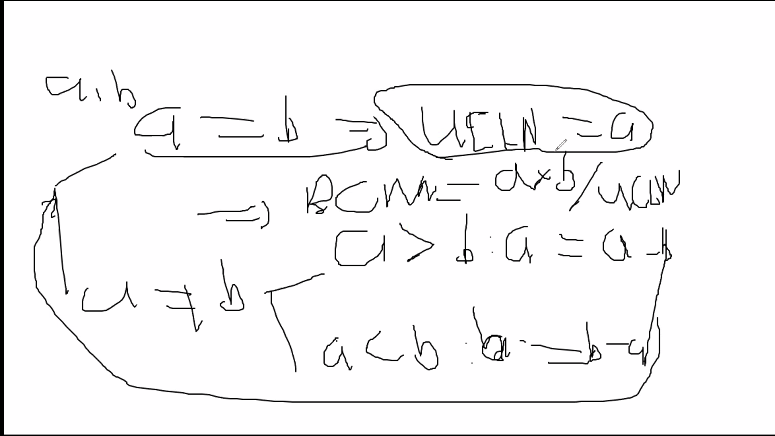 a, b
a = b ⇒ UCLN = a
⇒ BCNN = a×b/UCLN
a > b : a = a - b
a ≠ b
a < b : b = b - a